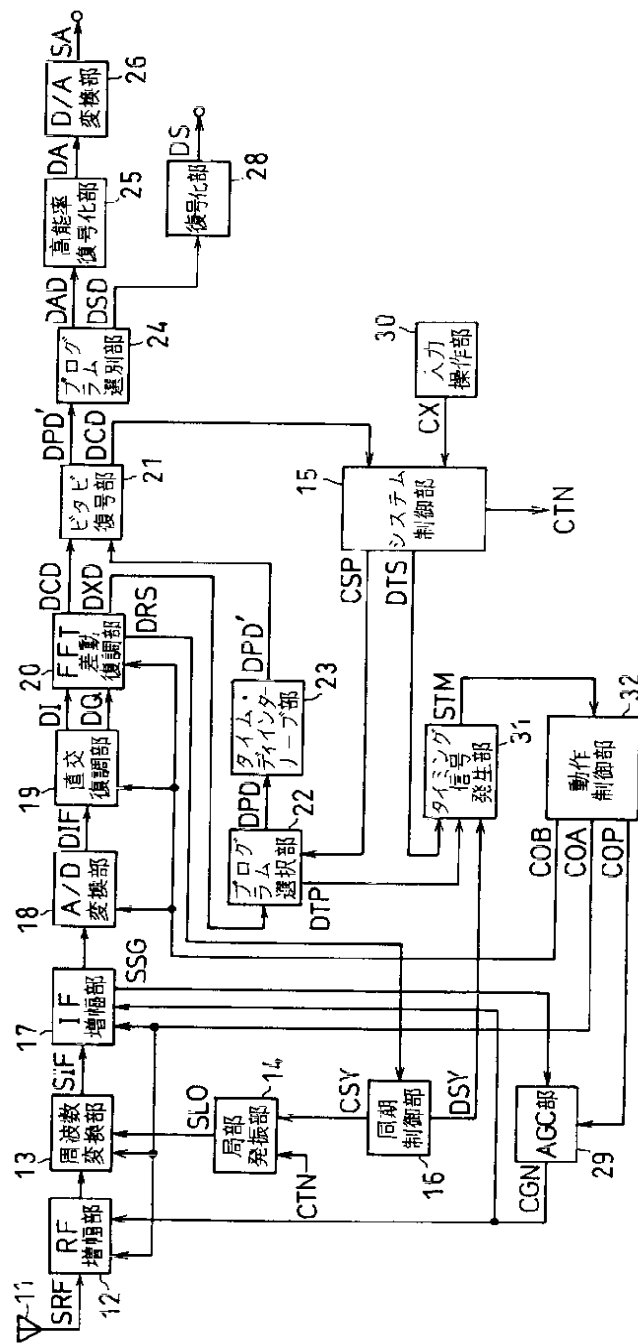 11
SRF
RF
増幅部
12
13
周波数
変換部
SIF
17
IF
増幅部
SSG
18
A/D
変換部
DIF
19
直交
復調部
DI
DQ
20
FFT
差動
復調部
DCD
DXD
DRS
21
ビタビ
復号部
DPD'
DCD
プログ
ラム
選別部
24
DAD
DSD
高能率
復号化部
25
DA
D/A
変換部
26
SA
復号化部
28
DS
SLO
局部
発振部
14
CTN
CSY
同期
制御部
16
DSY
プログ
ラム
選択部
22
DPD
DTP
タイム・
ディインタ
リーブ部
23
DPD'
CSP
DTS
15
システム
制御部
CTN
CX
30
入力
操作部
タイミング
信号
発生部
31
STM
32
動作
制御部
COB
COA
COP
CGN
AGC部
29